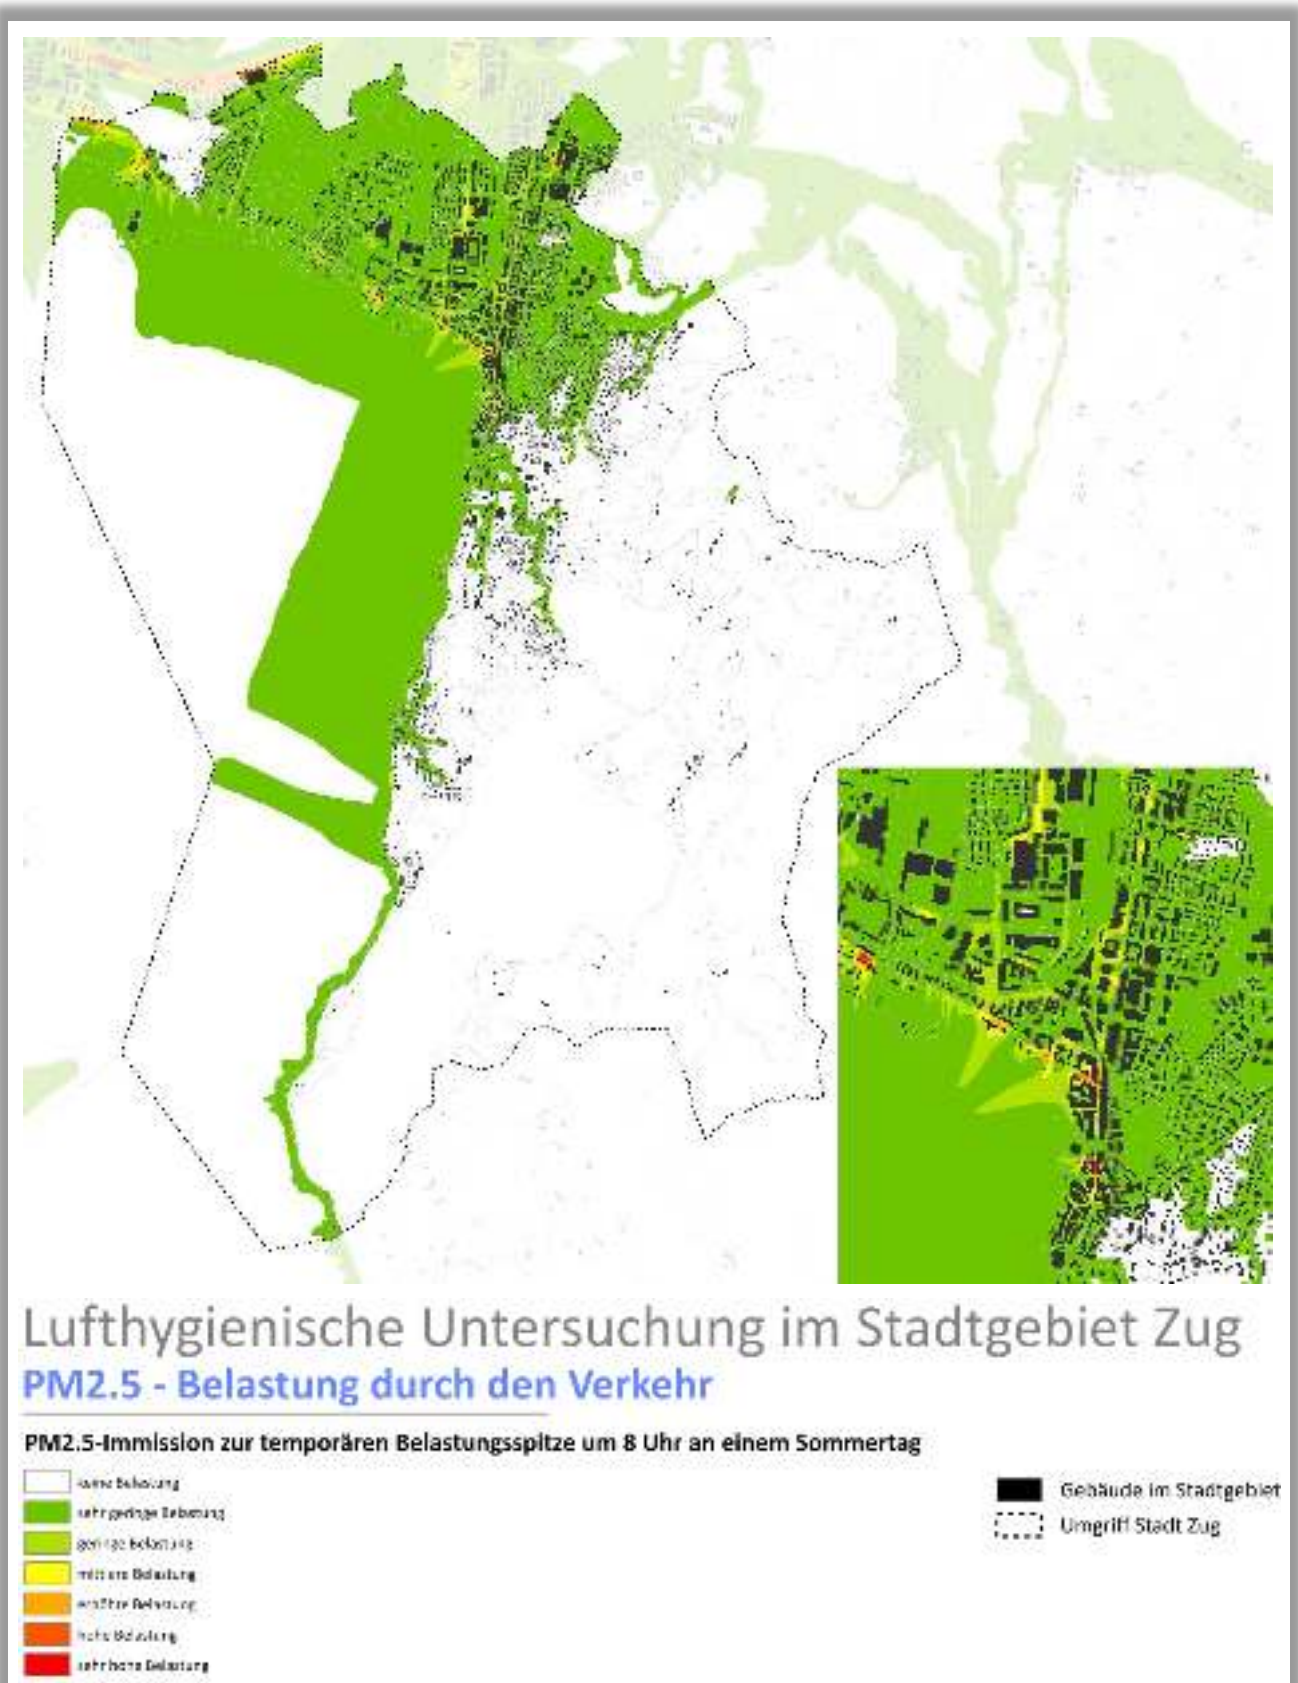 Lufthygienische Untersuchung im Stadtgebiet Zug
PM2.5 - Belastung durch den Verkehr
PM2.5-Immission zur temporären Belastungsspitze um 8 Uhr an einem Sommertag
keine Belastung
sehr geringe Belastung
geringe Belastung
mittlere Belastung
erhöhte Belastung
hohe Belastung
sehr hohe Belastung
Gebäude im Stadtgebiet
Umgriff Stadt Zug